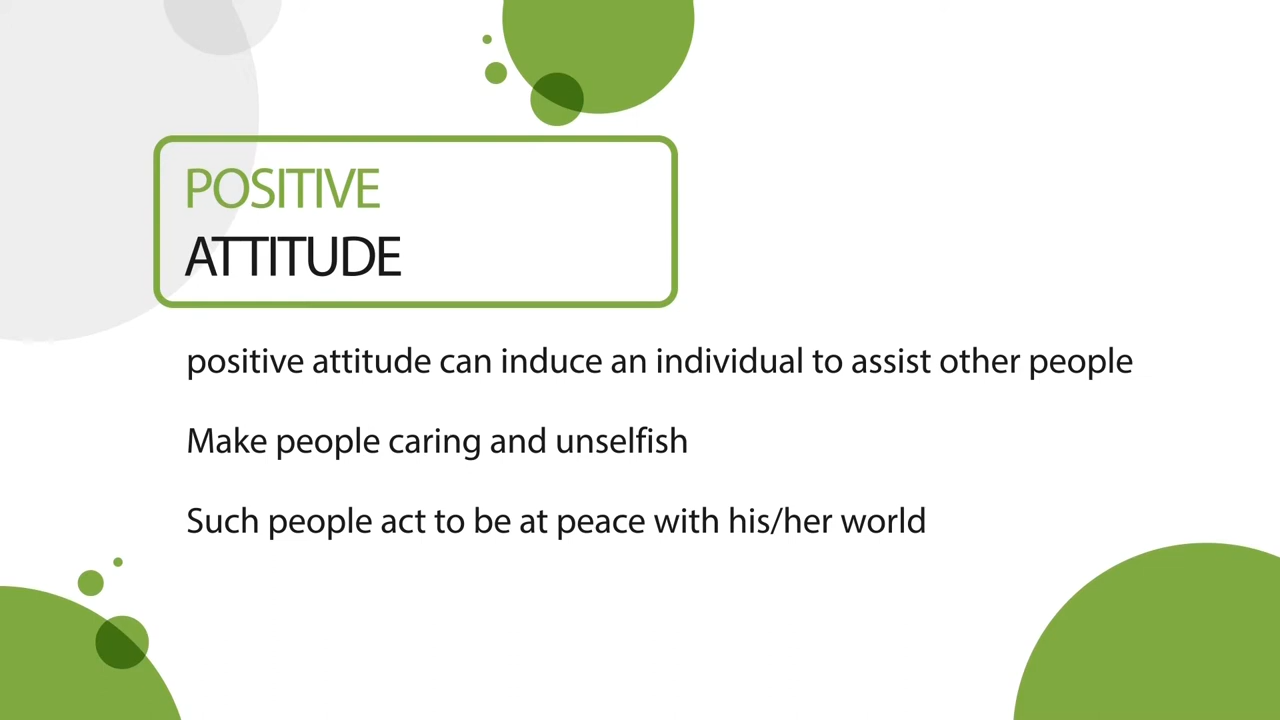 POSITIVE
ATTITUDE
positive attitude can induce an individual to assist other people
Make people caring and unselfish
Such people act to be at peace with his/her world